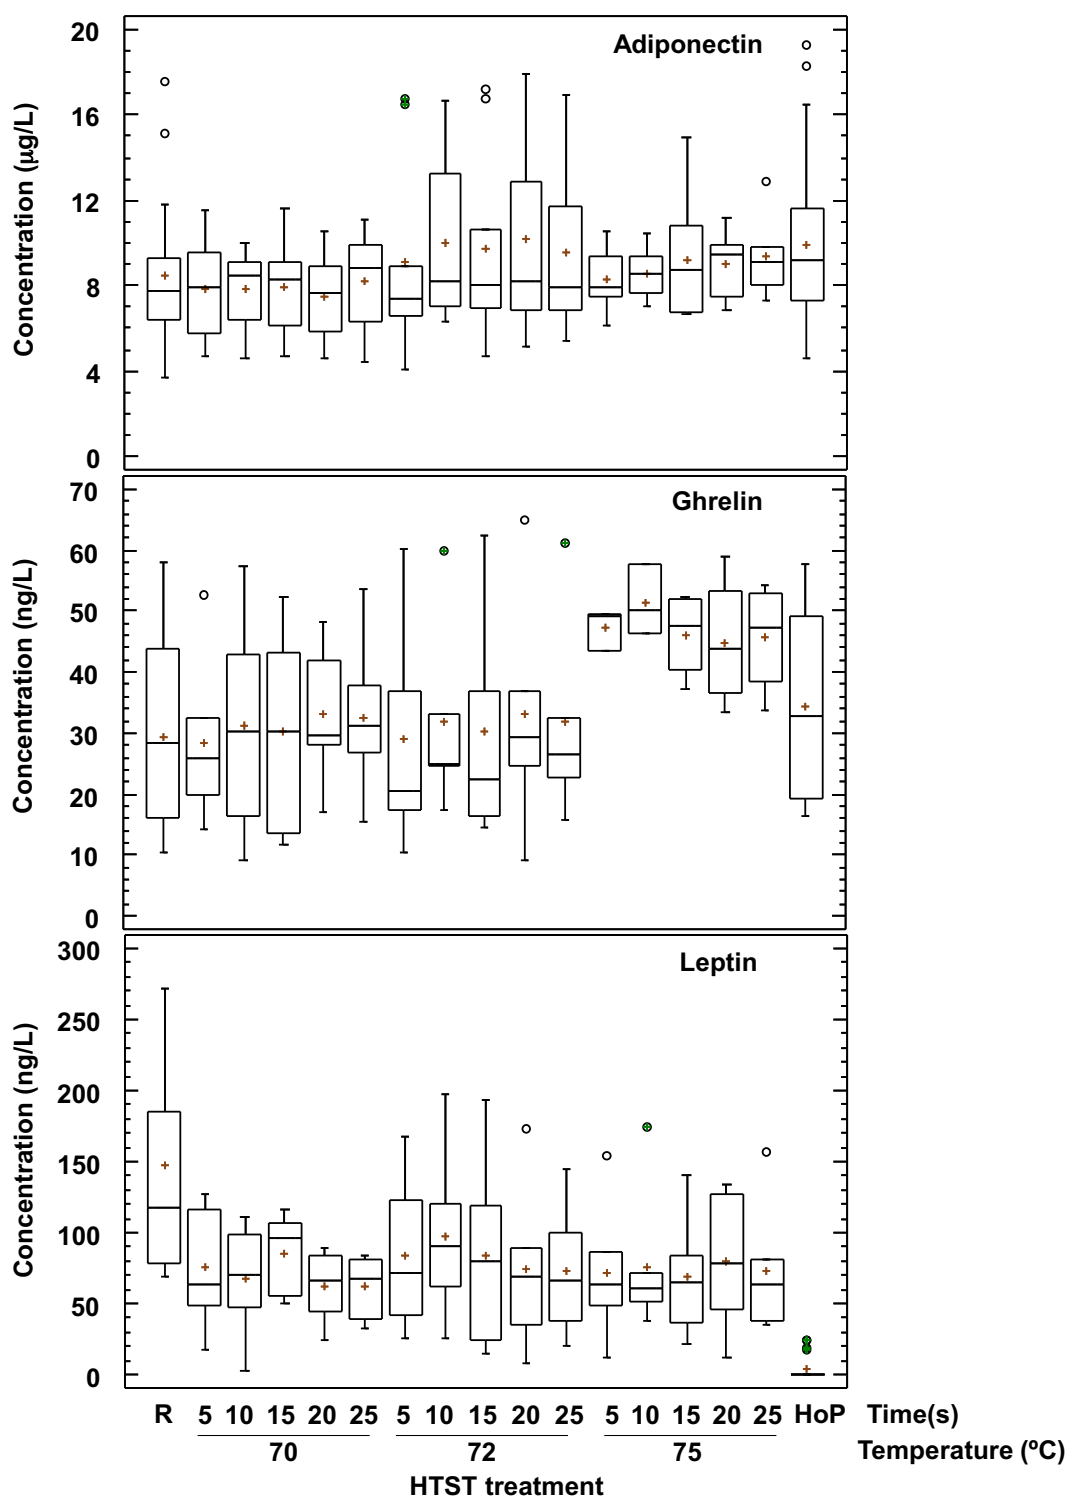 Adiponectin
Concentration (µg/L)
20
16
12
8
4
0
Ghrelin
Concentration (ng/L)
70
60
50
40
30
20
10
0
Leptin
Concentration (ng/L)
300
250
200
150
100
50
0
R 5 10 15 20 25 5 10 15 20 25 5 10 15 20 25 HoP Time(s)
70 72 75 Temperature (ºC)
HTST treatment